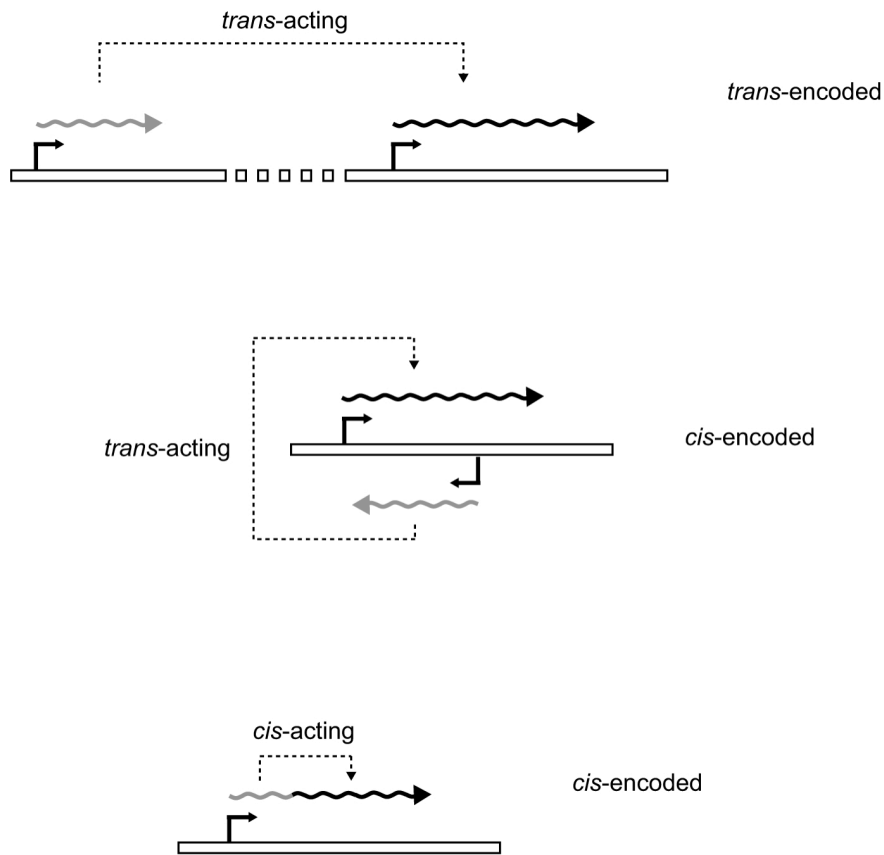 trans-acting
trans-encoded
trans-acting
cis-encoded
cis-acting
cis-encoded